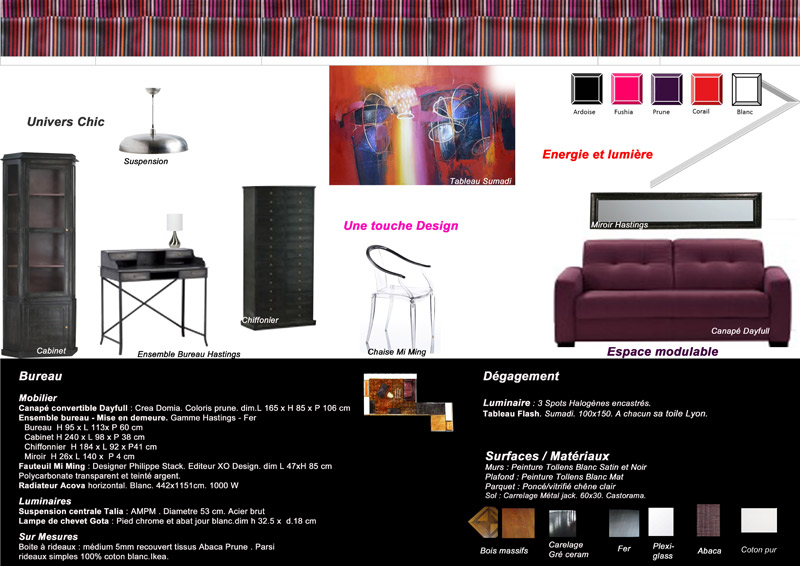 Ardoise
Fushia
Prune
Corail
Blanc
Univers Chic
Suspension
Energie et lumière
Tableau Sumadi
Une touche Design
Miroir Hastings
Chiffonier
Canapé Dayfull
Cabinet
Ensemble Bureau Hastings
Chaise Mi Ming
Espace modulable
Bureau
Mobilier
Canapé convertible Dayfull : Crea Domia. Coloris prune. dim.L 165 x H 85 x P 106 cm
Ensemble bureau - Mise en demeure. Gamme Hastings - Fer
Bureau H 95 x L 113x P 60 cm
Cabinet H 240 x L 98 x P 38 cm
Chiffonnier H 184 x L 92 x P41 cm
Miroir H 26x L 140 x P 4 cm
Fauteuil Mi Ming : Designer Philippe Stack. Editeur XO Design. dim L 47xH 85 cm
Polycarbonate transparent et teinté argent.
Radiateur Acova horizontal. Blanc. 442x1151cm. 1000 W
Luminaires
Suspension centrale Talia : AMPM . Diametre 53 cm. Acier brut
Lampe de chevet Gota : Pied chrome et abat jour blanc.dim h 32.5 x d.18 cm
Sur Mesures
Boite à rideaux : médium 5mm recouvert tissus Abaca Prune . Parsi
rideaux simples 100% coton blanc.Ikea.
Dégagement
Luminaire : 3 Spots Halogènes encastrés.
Tableau Flash. Sumadi. 100x150. A chacun sa toile Lyon.
Surfaces / Matériaux
Murs : Peinture Tollens Blanc Satin et Noir
Plafond : Peinture Tollens Blanc Mat
Parquet : Poncé/vitrifié chêne clair
Sol : Carrelage Métal jack. 60x30. Castorama.
Bois massifs
Carelage
Gré ceram
Fer
Plexi-
glass
Abaca
Coton pur